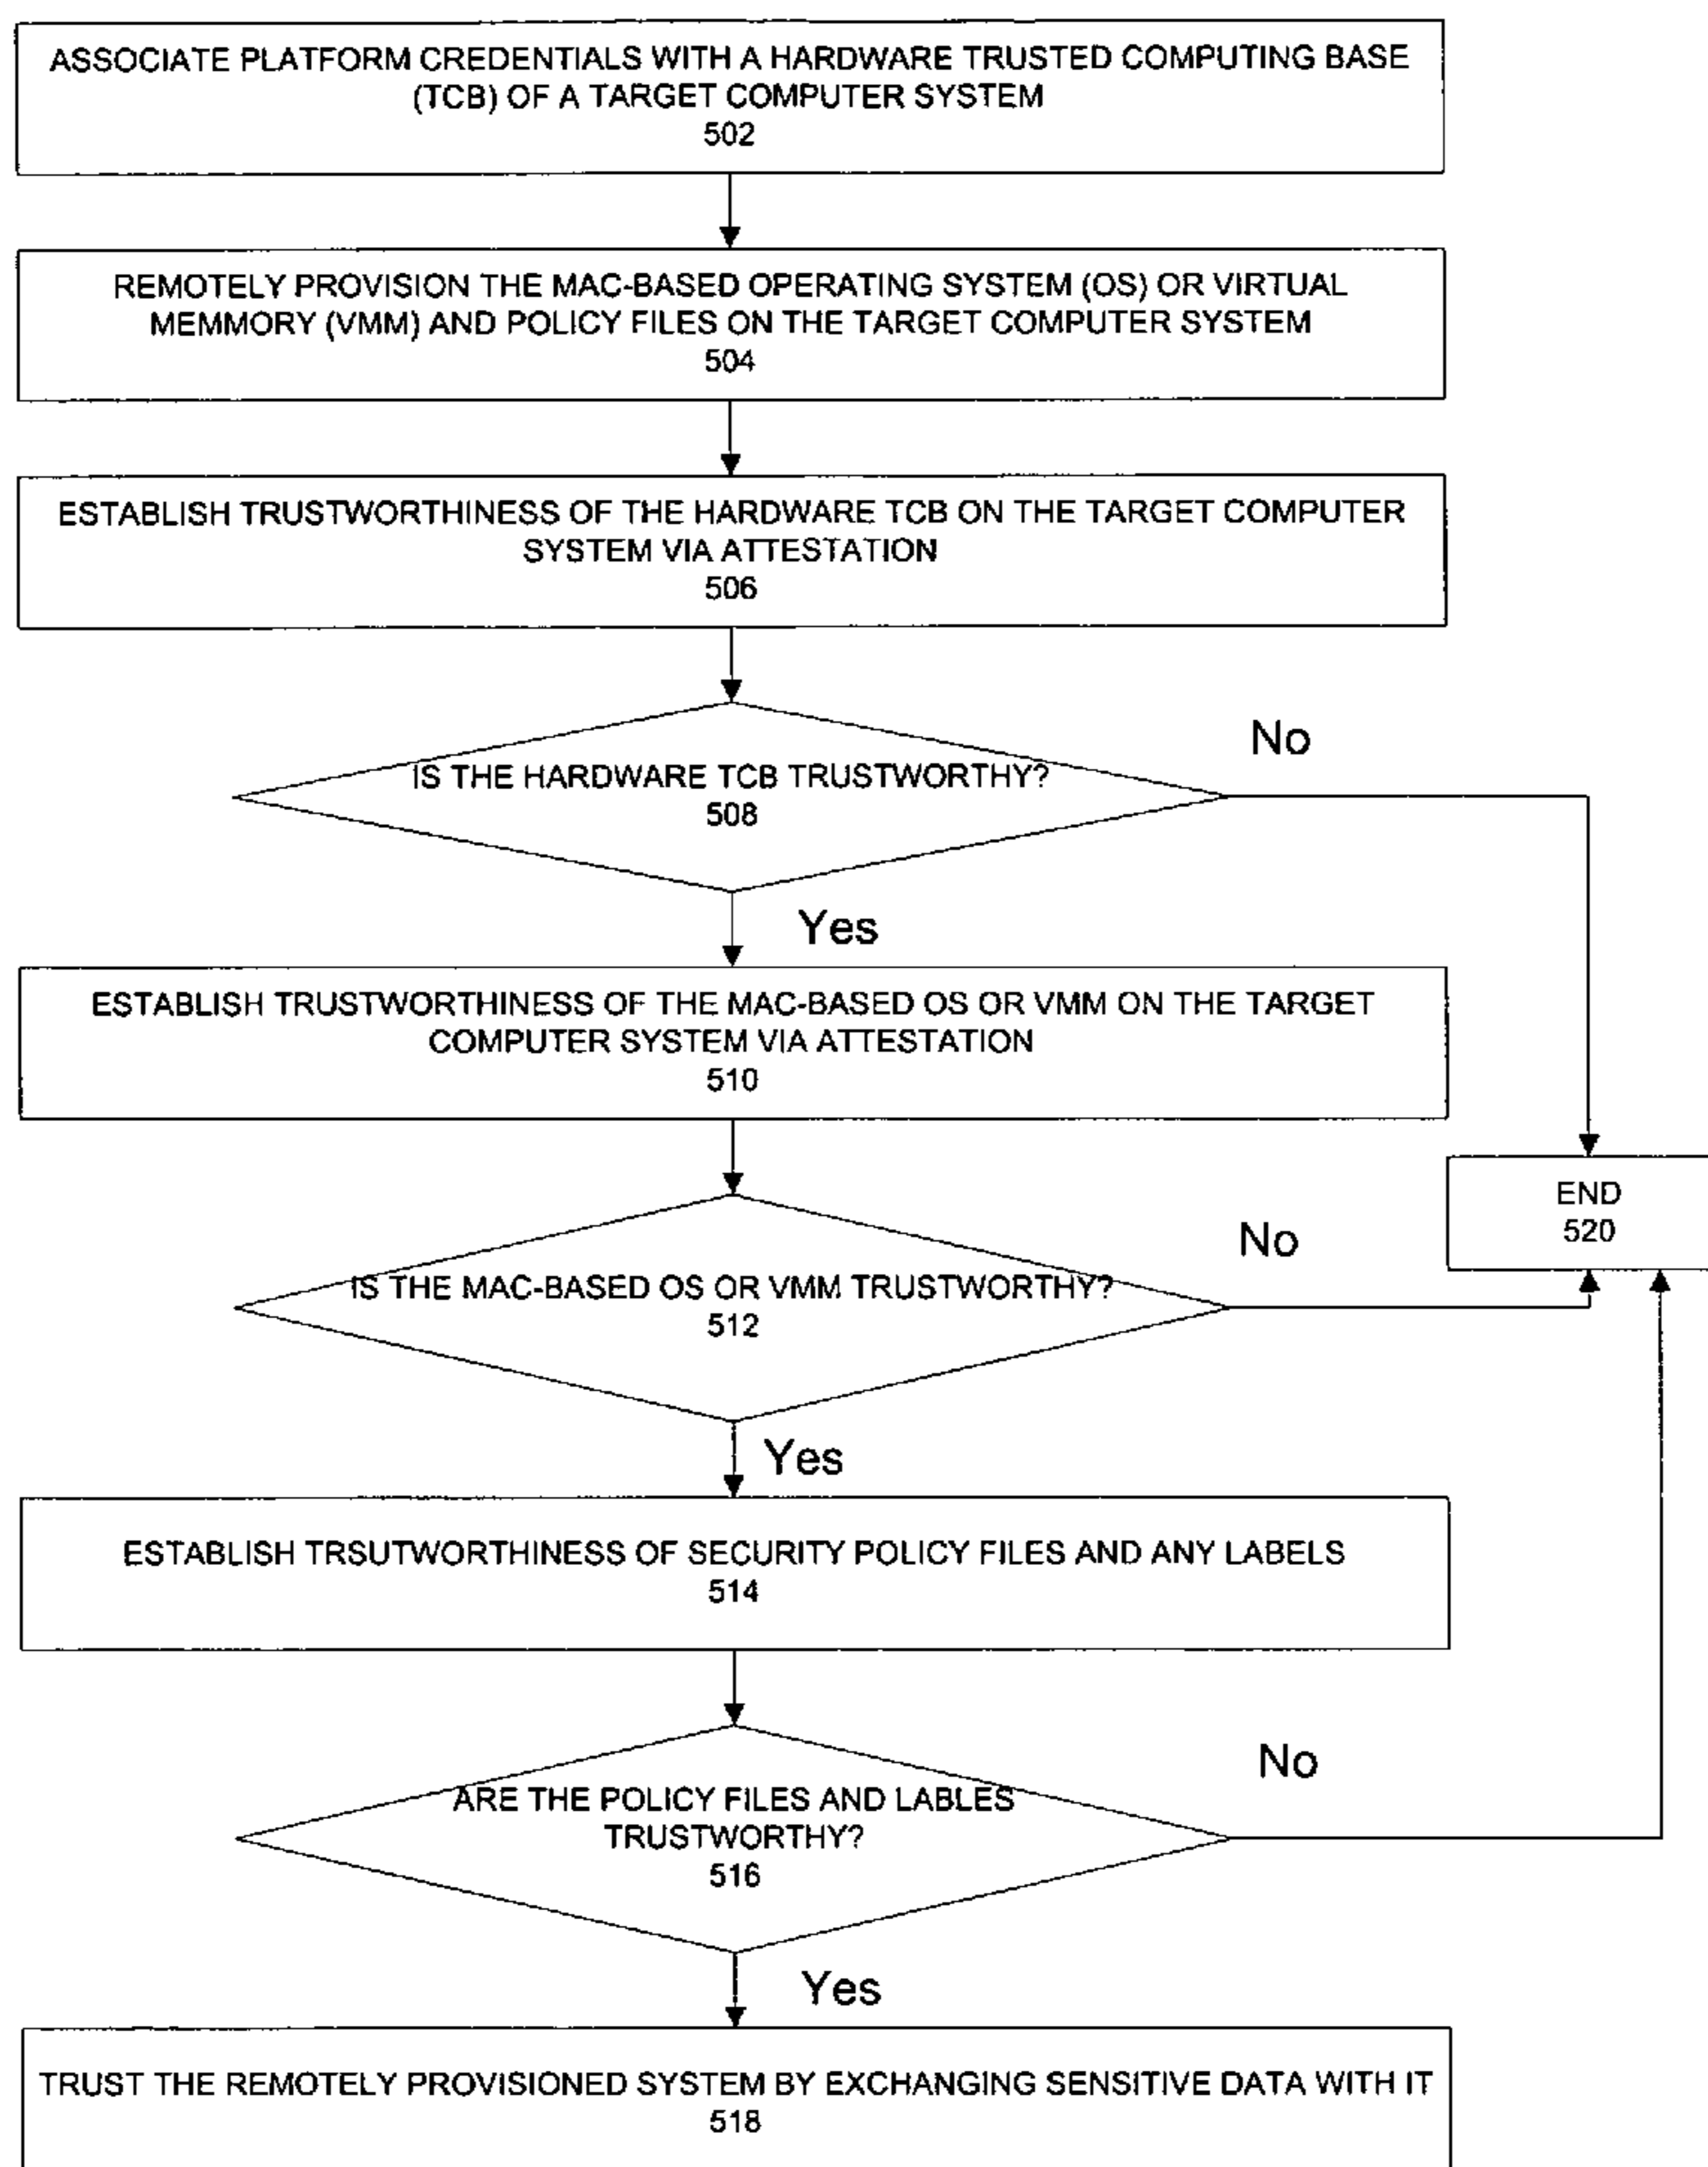 ASSOCIATE PLATFORM CREDENTIALS WITH A HARDWARE TRUSTED COMPUTING BASE
(TCB) OF A TARGET COMPUTER SYSTEM
502
REMOTELY PROVISION THE MAC-BASED OPERATING SYSTEM (OS) OR VIRTUAL
MEMMORY (VMM) AND POLICY FILES ON THE TARGET COMPUTER SYSTEM
504
ESTABLISH TRUSTWORTHINESS OF THE HARDWARE TCB ON THE TARGET COMPUTER
SYSTEM VIA ATTESTATION
506
No
IS THE HARDWARE TCB TRUSTWORTHY?
508
Yes
ESTABLISH TRUSTWORTHINESS OF THE MAC-BASED OS OR VMM ON THE TARGET
COMPUTER SYSTEM VIA ATTESTATION
510
END
520
No
IS THE MAC-BASED OS OR VMM TRUSTWORTHY?
512
Yes
ESTABLISH TRSUTWORTHINESS OF SECURITY POLICY FILES AND ANY LABELS
514
No
ARE THE POLICY FILES AND LABLES
TRUSTWORTHY?
516
Yes
TRUST THE REMOTELY PROVISIONED SYSTEM BY EXCHANGING SENSITIVE DATA WITH IT
518